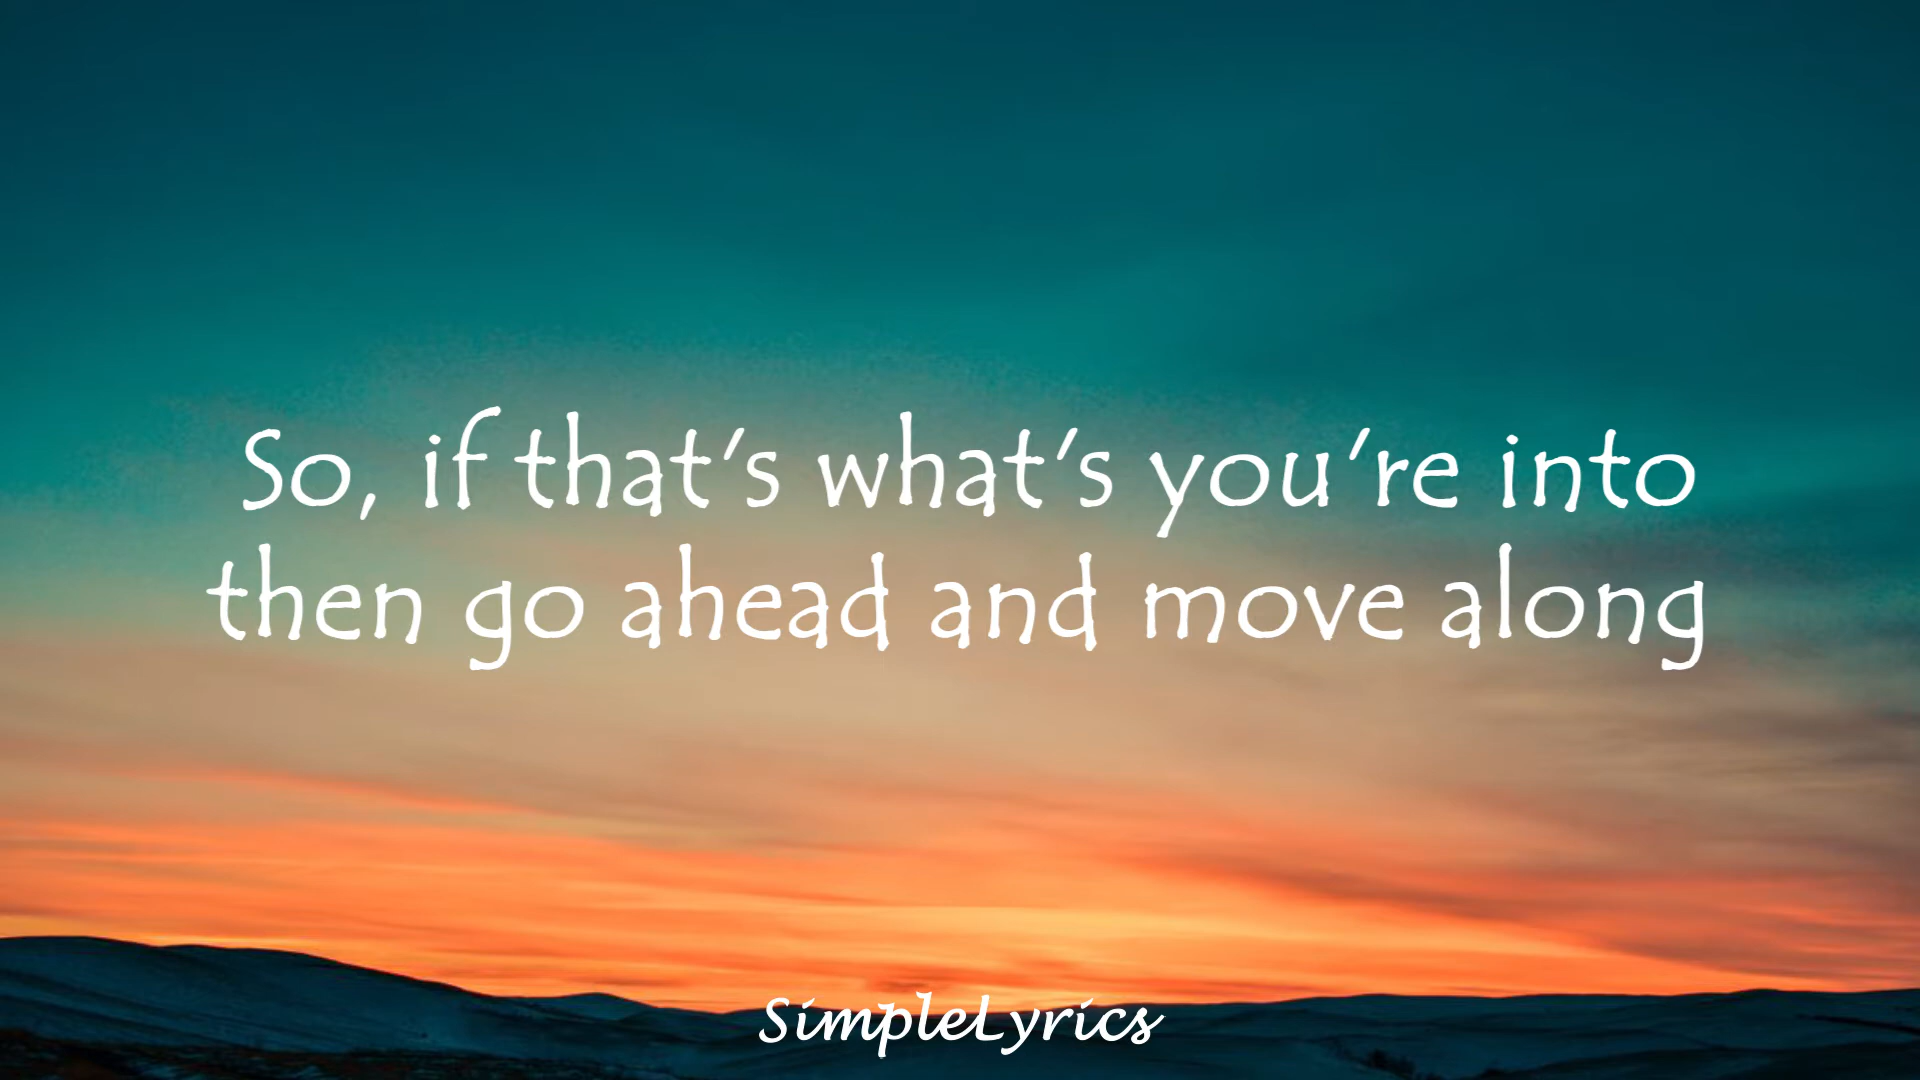 So, if that's what's you're into
then go ahead and move along
SimpleLyrics